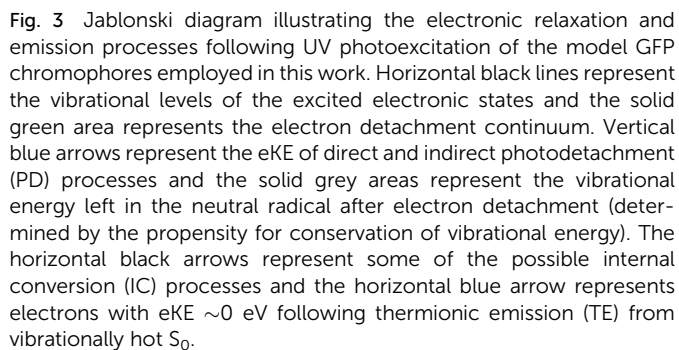 Fig. 3 Jablonski diagram illustrating the electronic relaxation and
emission processes following UV photoexcitation of the model GFP
chromophores employed in this work. Horizontal black lines represent
the vibrational levels of the excited electronic states and the solid
green area represents the electron detachment continuum. Vertical
blue arrows represent the eKE of direct and indirect photodetachment
(PD) processes and the solid grey areas represent the vibrational
energy left in the neutral radical after electron detachment (deter-
mined by the propensity for conservation of vibrational energy). The
horizontal black arrows represent some of the possible internal
conversion (IC) processes and the horizontal blue arrow represents
electrons with eKE ~0 eV following thermionic emission (TE) from
vibrationally hot S₀.